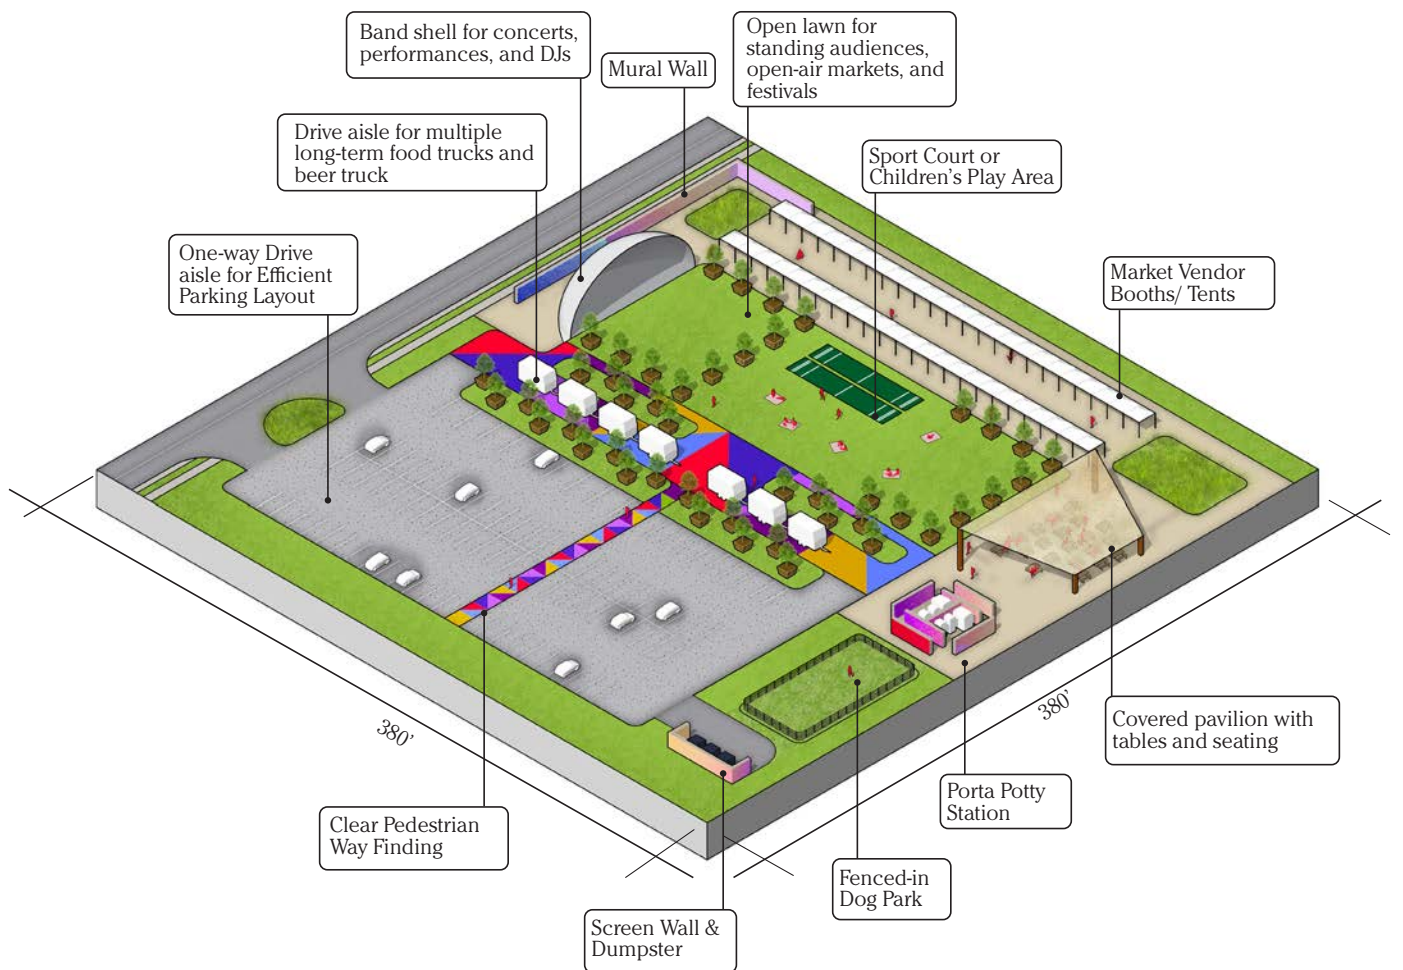 Band shell for concerts,
performances, and DJs
Mural Wall
Open lawn for
standing audiences,
open-air markets, and
festivals
Drive aisle for multiple
long-term food trucks and
beer truck
Sport Court or
Children’s Play Area
One-way Drive
aisle for Efficient
Parking Layout
Market Vendor
Booths/ Tents
380’
380’
Covered pavilion with
tables and seating
Porta Potty
Station
Clear Pedestrian
Way Finding
Fenced-in
Dog Park
Screen Wall &
Dumpster